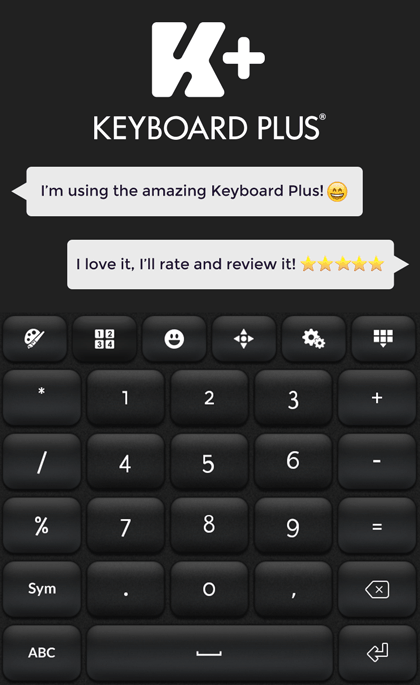 K+
KEYBOARD PLUS®
I'm using the amazing Keyboard Plus! 😄
I love it, I'll rate and review it! ⭐⭐⭐⭐⭐
1 2
3 4
* 1 2 3 +
/ 4 5 6 -
% 7 8 9 =
Sym . 0 ,
ABC